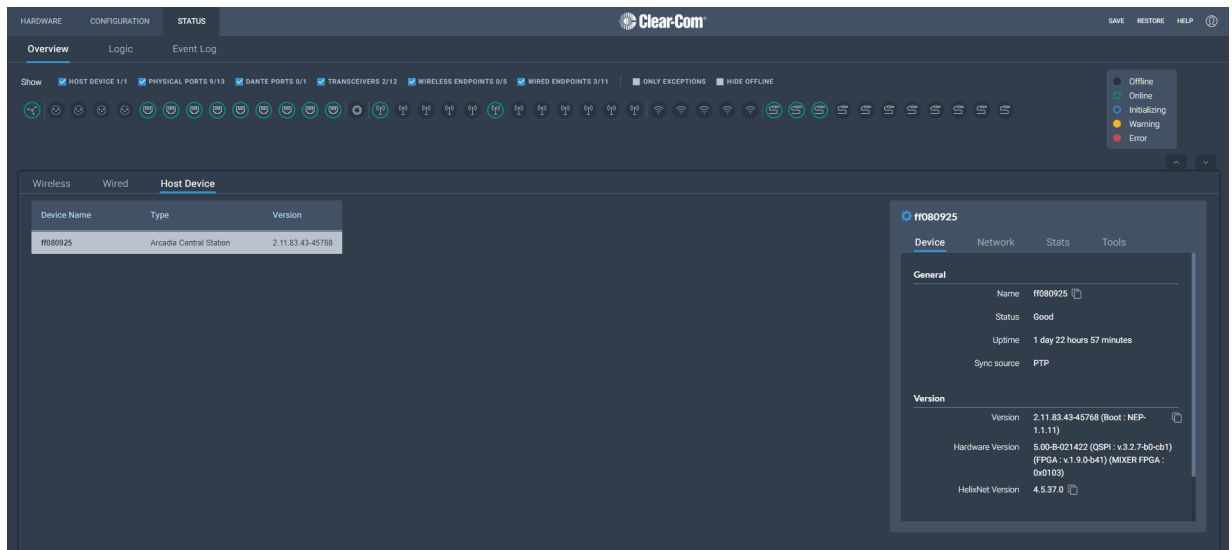 HARDWARE CONFIGURATION STATUS Clear-Com® SAVE RESTORE HELP
Overview Logic Event Log
Show HOST DEVICE 1/1 PHYSICAL PORTS 9/13 DANTE PORTS 0/1 TRANSCEIVERS 2/12 WIRELESS ENDPOINTS 0/5 WIRED ENDPOINTS 3/11 ONLY EXCEPTIONS HIDE OFFLINE
Offline
Online
Initializing
Warning
Error
Wireless Wired Host Device
Device Name Type Version
ff080925 Arcadia Central Station 2.11.83.43-45768
ff080925
Device Network Stats Tools
General
Name ff080925
Status Good
Uptime 1 day 22 hours 57 minutes
Sync source PTP
Version
Version 2.11.83.43-45768 (Boot : NEP-
1.1.11)
Hardware Version 5.00-B-021422 (QSPI : v.3.2.7-b0-cb1)
(FPGA : v.1.9.0-b41) (MIXER FPGA :
0x0103)
HelixNet Version 4.5.37.0